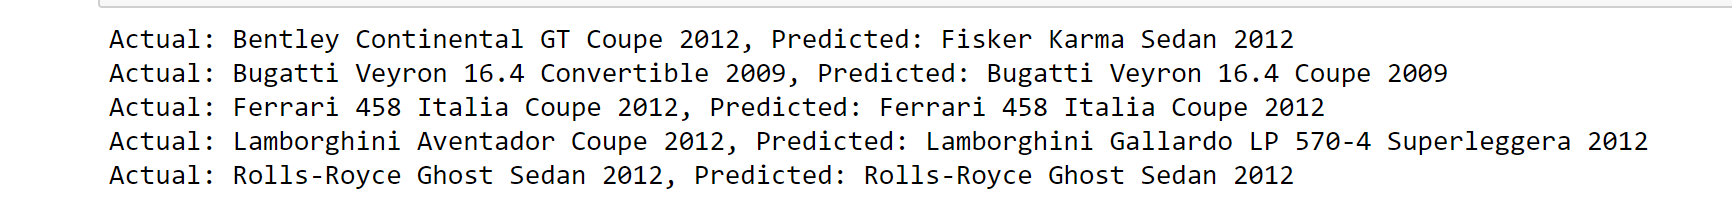 Actual: Bentley Continental GT Coupe 2012, Predicted: Fisker Karma Sedan 2012
Actual: Bugatti Veyron 16.4 Convertible 2009, Predicted: Bugatti Veyron 16.4 Coupe 2009
Actual: Ferrari 458 Italia Coupe 2012, Predicted: Ferrari 458 Italia Coupe 2012
Actual: Lamborghini Aventador Coupe 2012, Predicted: Lamborghini Gallardo LP 570-4 Superleggera 2012
Actual: Rolls-Royce Ghost Sedan 2012, Predicted: Rolls-Royce Ghost Sedan 2012